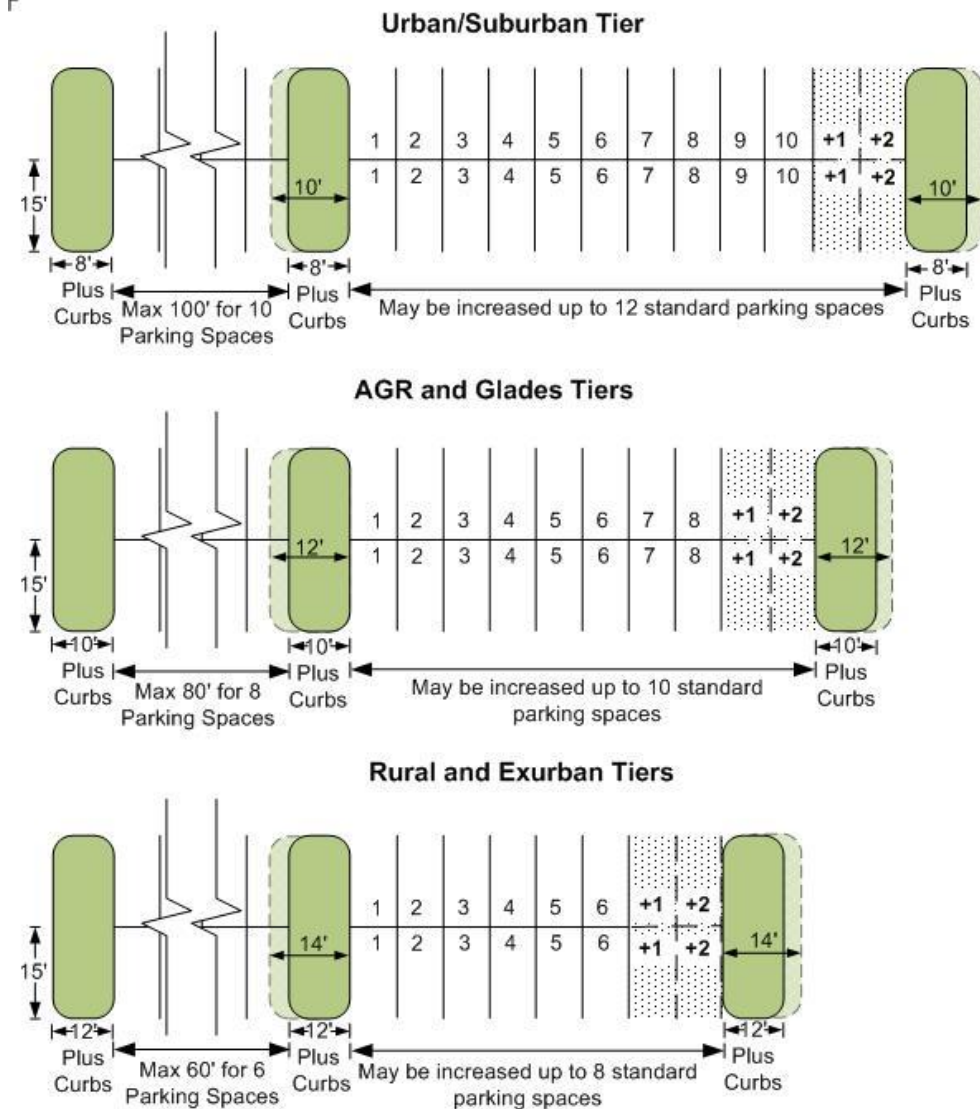 Urban/Suburban Tier
1 2 3 4 5 6 7 8 9 10 +1 +2
1 2 3 4 5 6 7 8 9 10 +1 +2
15'
10'
10'
8'
8'
8'
Plus
Curbs
Max 100' for 10
Parking Spaces
Plus
Curbs
May be increased up to 12 standard parking spaces
Plus
Curbs
AGR and Glades Tiers
1 2 3 4 5 6 7 8 +1 +2
1 2 3 4 5 6 7 8 +1 +2
15'
12'
12'
10'
10'
10'
Plus
Curbs
Max 80' for 8
Parking Spaces
Plus
Curbs
May be increased up to 10 standard
parking spaces
Plus
Curbs
Rural and Exurban Tiers
1 2 3 4 5 6 +1 +2
1 2 3 4 5 6 +1 +2
15'
14'
14'
12'
12'
12'
Plus
Curbs
Max 60' for 6
Parking Spaces
Plus
Curbs
May be increased up to 8 standard
parking spaces
Plus
Curbs